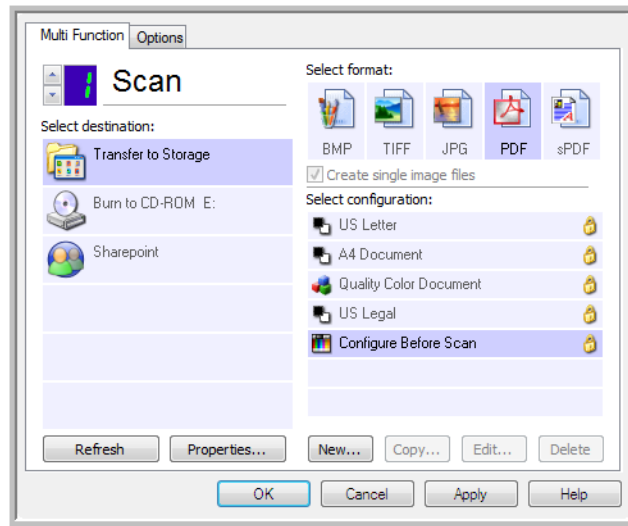 Multi Function
Options
1
Scan
Select destination:
Transfer to Storage
Burn to CD-ROM E:
Sharepoint
Refresh
Properties...
Select format:
BMP
TIFF
JPG
PDF
sPDF
Create single image files
Select configuration:
US Letter
A4 Document
Quality Color Document
US Legal
Configure Before Scan
New...
Copy...
Edit...
Delete
OK
Cancel
Apply
Help